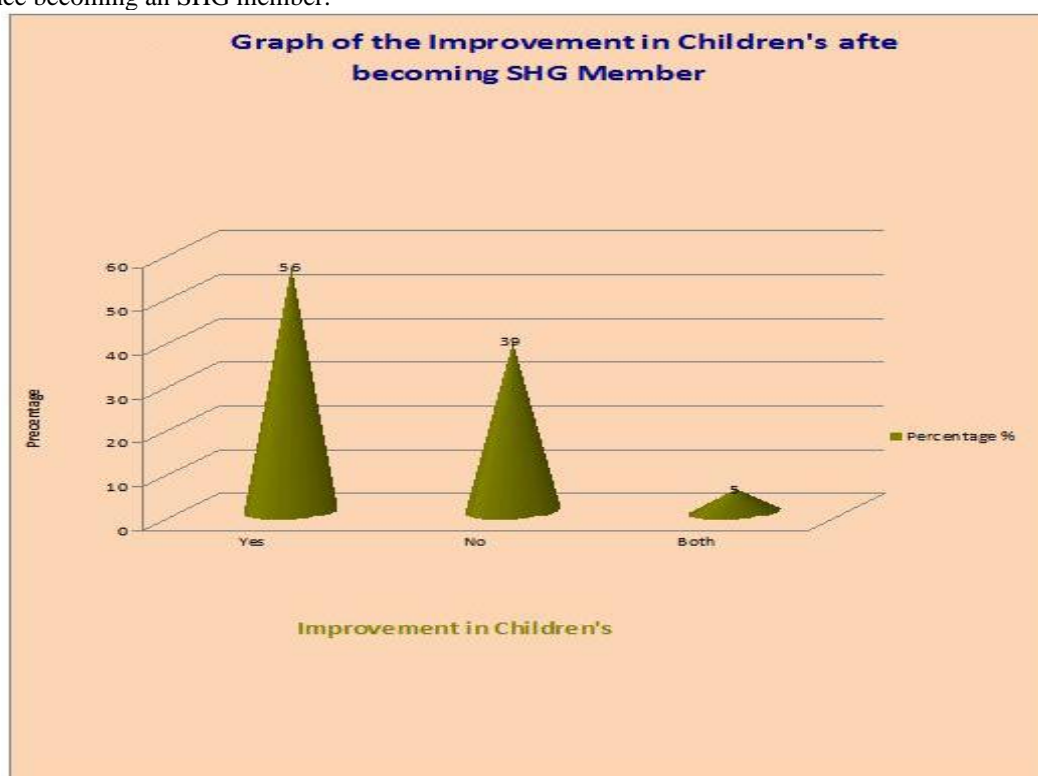 becoming an SHG member.
Graph of the Improvement in Children's afte
becoming SHG Member
60
50
40
30
20
10
0
Precentage
56
39
5
Yes No Both
Percentage %
Improvement in Children's